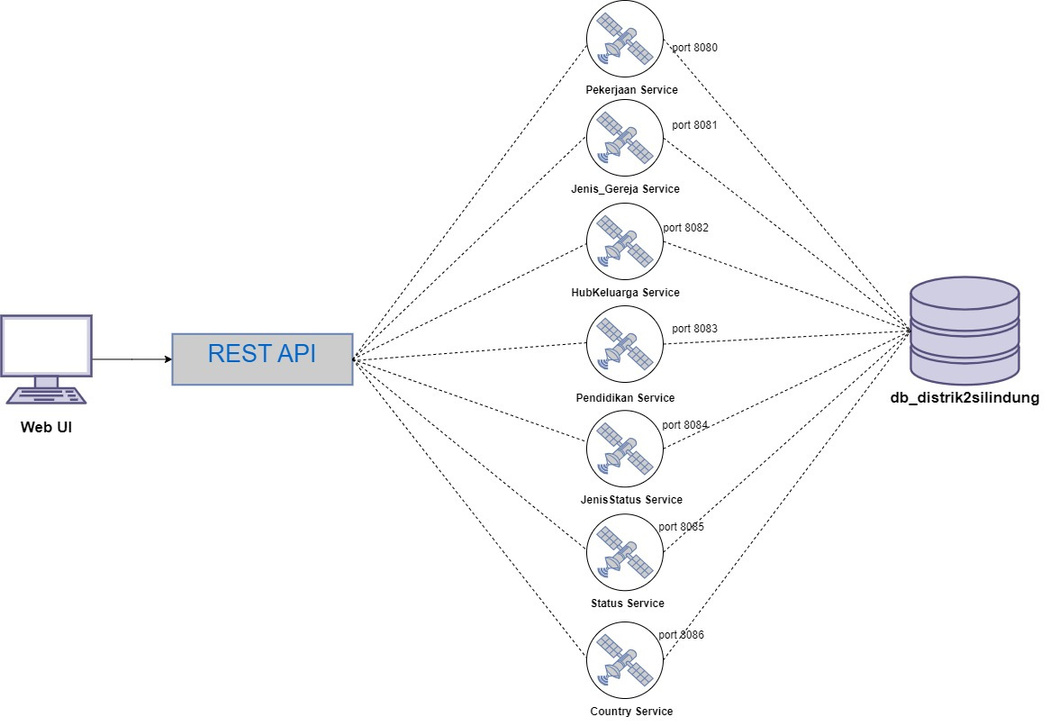 port 8080
Pekerjaan Service
port 8081
Jenis_Gereja Service
port 8082
HubKeluarga Service
port 8083
REST API
Pendidikan Service
db_distrik2silindung
Web UI
port 8084
JenisStatus Service
port 8085
Status Service
port 8086
Country Service